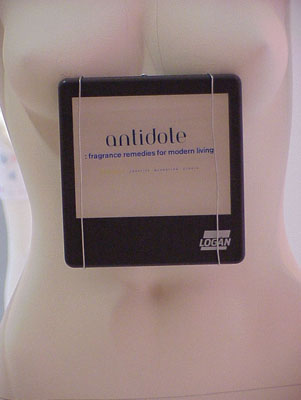 antidote
: fragrance remedies for modern living
LOGAN